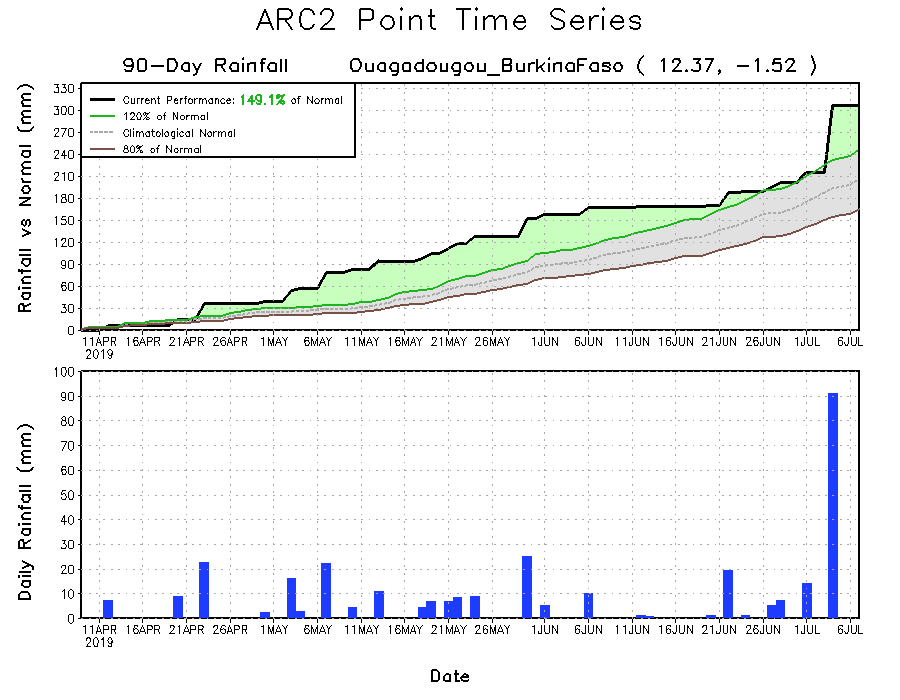 ARC2 Point Time Series
90-Day Rainfall Ouagadougou_BurkinaFaso ( 12.37, -1.52 )
Rainfall vs Normal (mm)
330
300
270
240
210
180
150
120
90
60
30
0
Current Performance: 149.1% of Normal
120% of Normal
Climatological Normal
80% of Normal
11APR 16APR 21APR 26APR 1MAY 6MAY 11MAY 16MAY 21MAY 26MAY 1JUN 6JUN 11JUN 16JUN 21JUN 26JUN 1JUL 6JUL
2019
Daily Rainfall (mm)
100
90
80
70
60
50
40
30
20
10
0
11APR 16APR 21APR 26APR 1MAY 6MAY 11MAY 16MAY 21MAY 26MAY 1JUN 6JUN 11JUN 16JUN 21JUN 26JUN 1JUL 6JUL
2019
Date